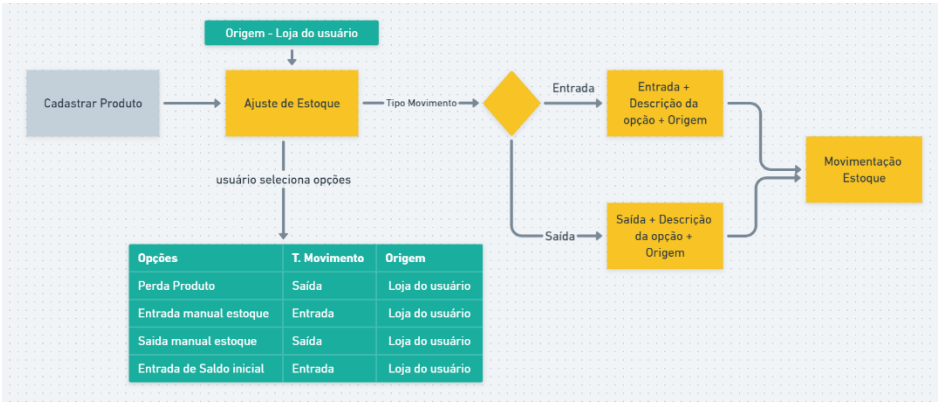 Origem - Loja do usuário
Cadastrar Produto
Ajuste de Estoque
Tipo Movimento
Entrada
Entrada +
Descrição da
opção + Origem
Movimentação
Estoque
usuário seleciona opções
Saída
Saída + Descrição
da opção +
Origem
Opções T. Movimento Origem
Perda Produto Saída Loja do usuário
Entrada manual estoque Entrada Loja do usuário
Saida manual estoque Saída Loja do usuário
Entrada de Saldo inicial Entrada Loja do usuário